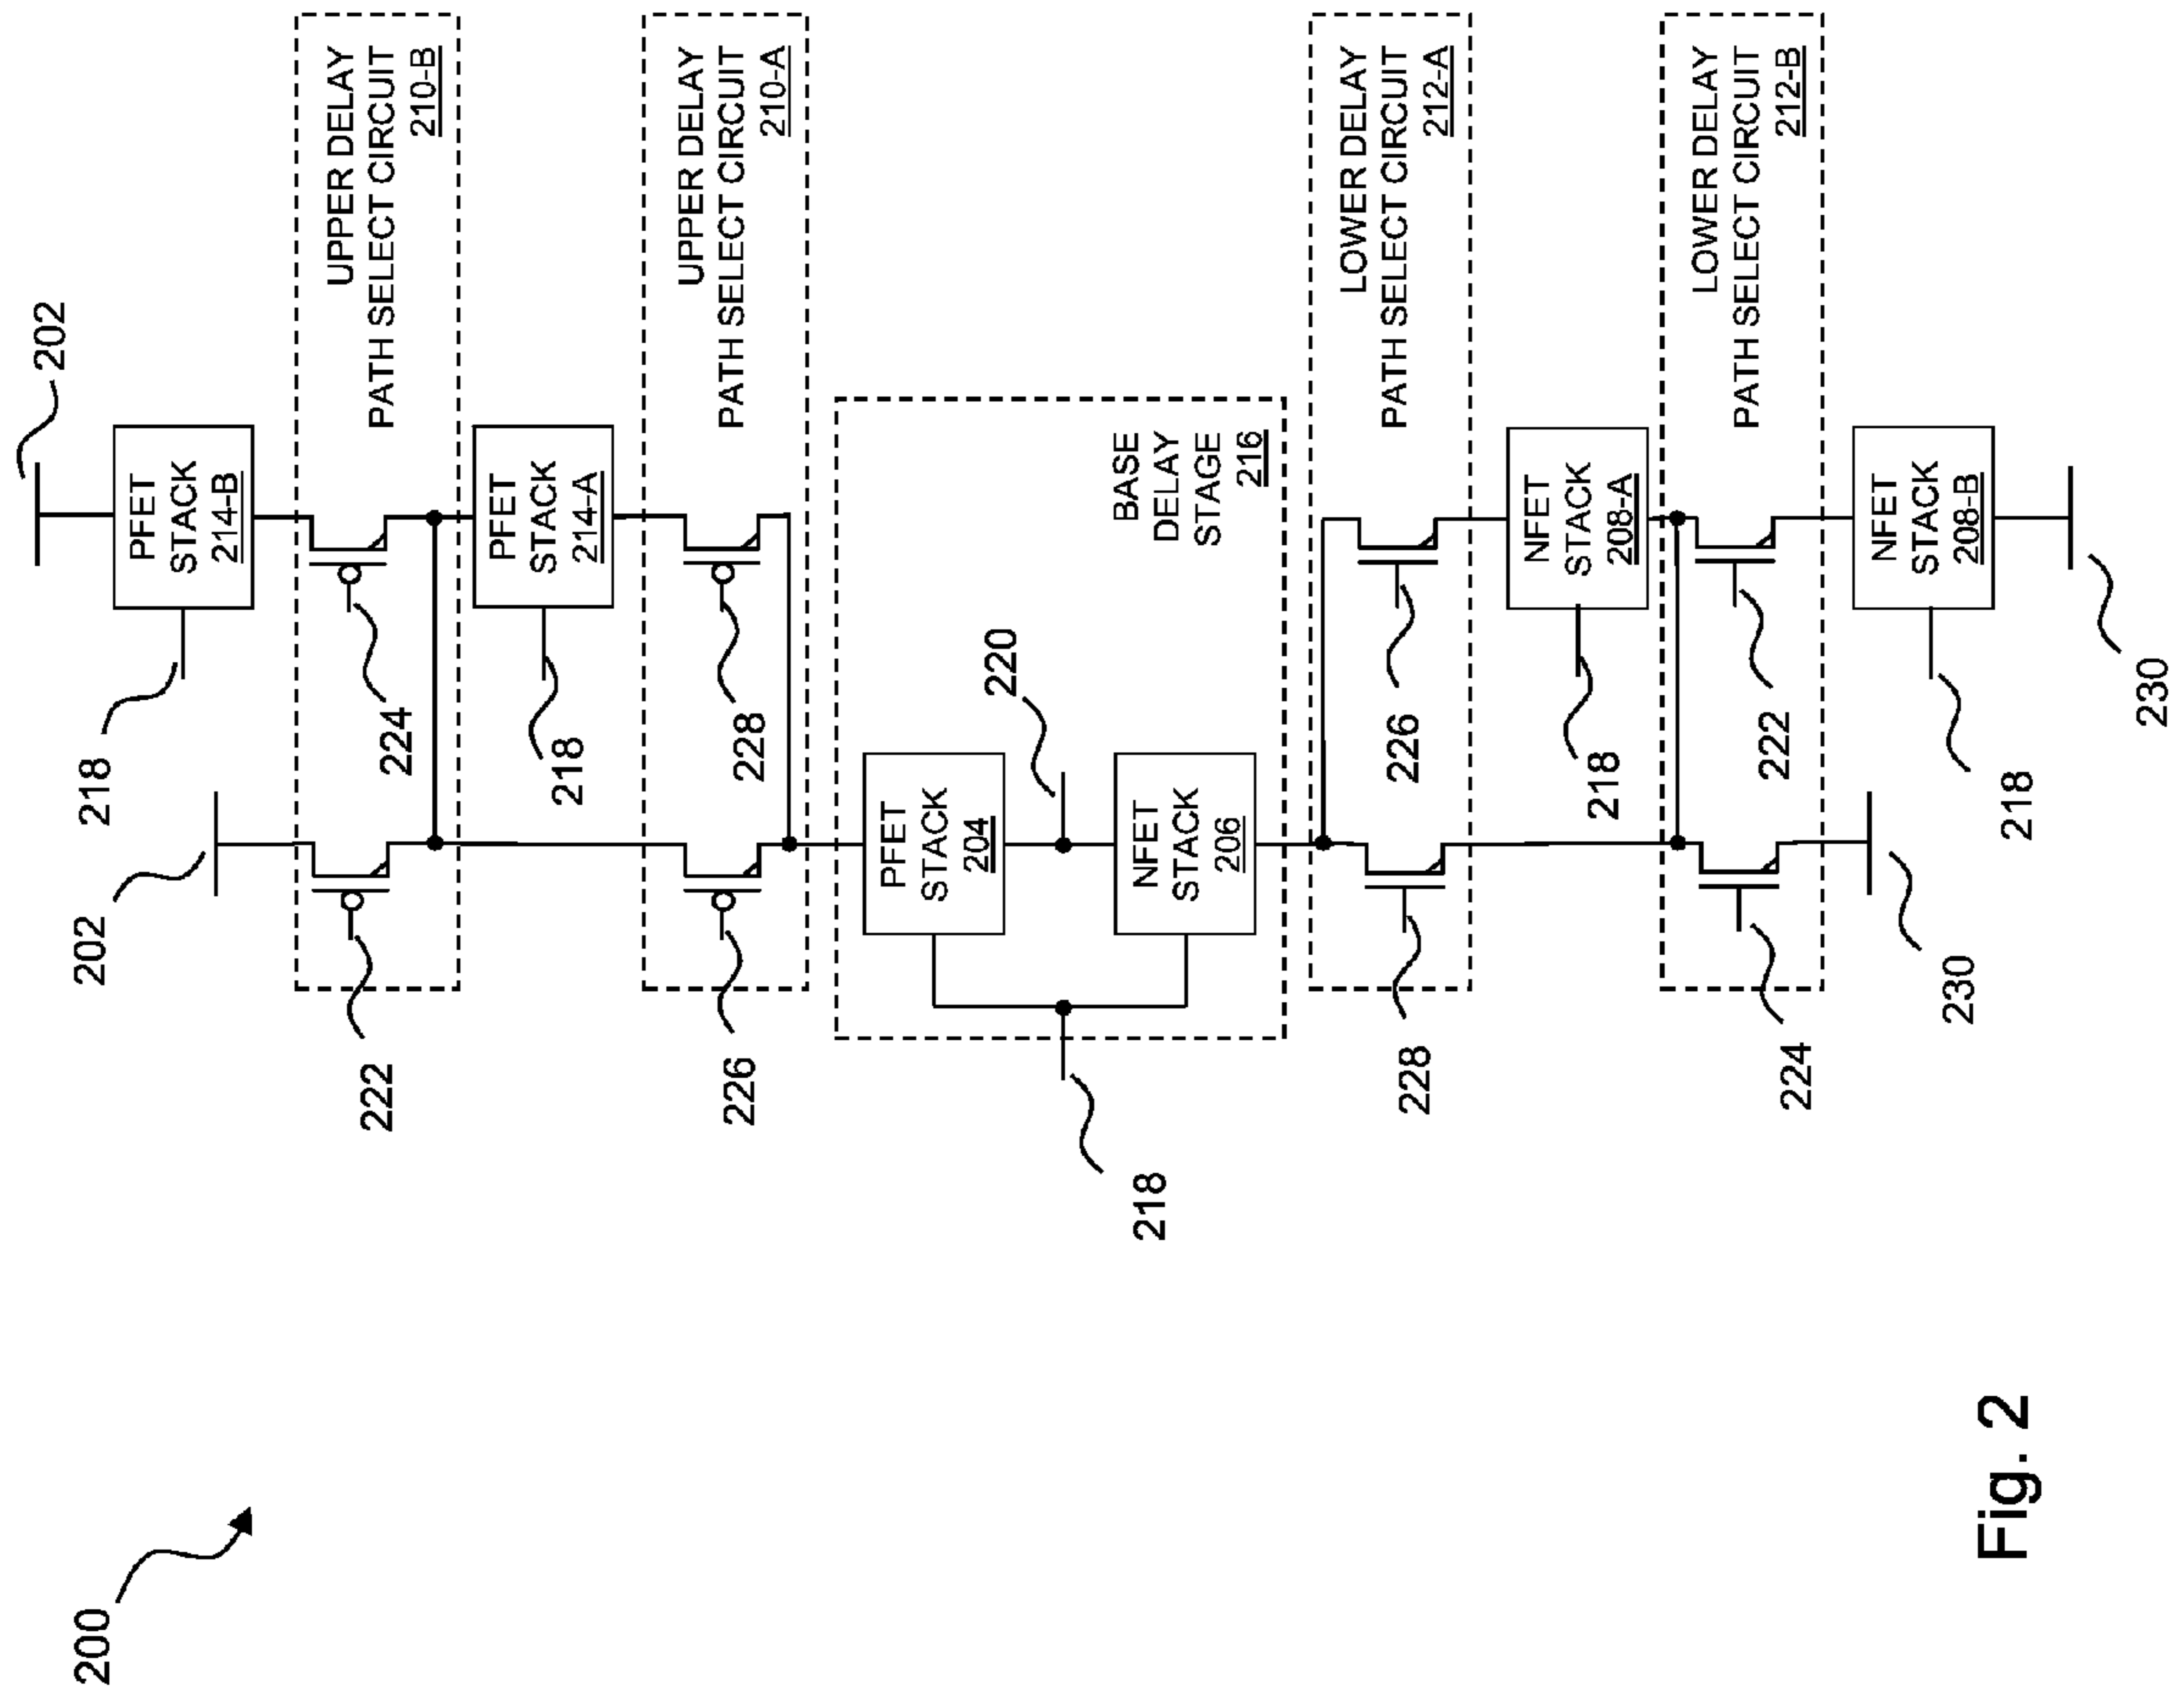 200
202
202
218
PFET
STACK
214-B
UPPER DELAY
PATH SELECT CIRCUIT
210-B
222
224
218
PFET
STACK
214-A
UPPER DELAY
PATH SELECT CIRCUIT
210-A
226
228
BASE
DELAY
STAGE
216
PFET
STACK
204
220
NFET
STACK
206
218
LOWER DELAY
PATH SELECT CIRCUIT
212-A
228
226
NFET
STACK
208-A
218
LOWER DELAY
PATH SELECT CIRCUIT
212-B
224
222
NFET
STACK
208-B
218
230
230
Fig. 2